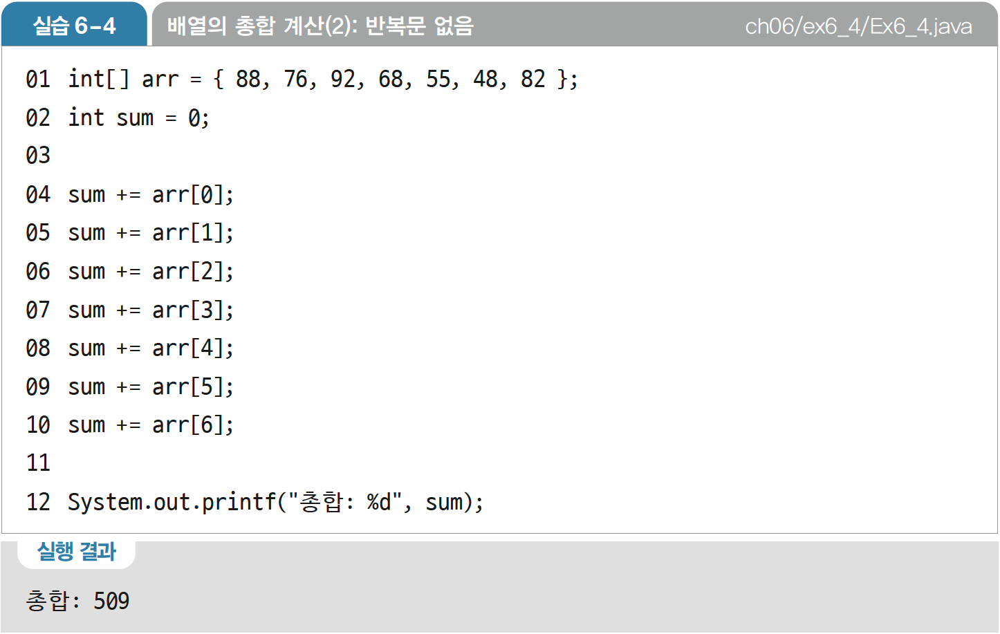 실습 6-4 배열의 총합 계산(2): 반복문 없음 ch06/ex6_4/Ex6_4.java
01 int[] arr = { 88, 76, 92, 68, 55, 48, 82 };
02 int sum = 0;
03
04 sum += arr[0];
05 sum += arr[1];
06 sum += arr[2];
07 sum += arr[3];
08 sum += arr[4];
09 sum += arr[5];
10 sum += arr[6];
11
12 System.out.printf("총합: %d", sum);
실행 결과
총합: 509